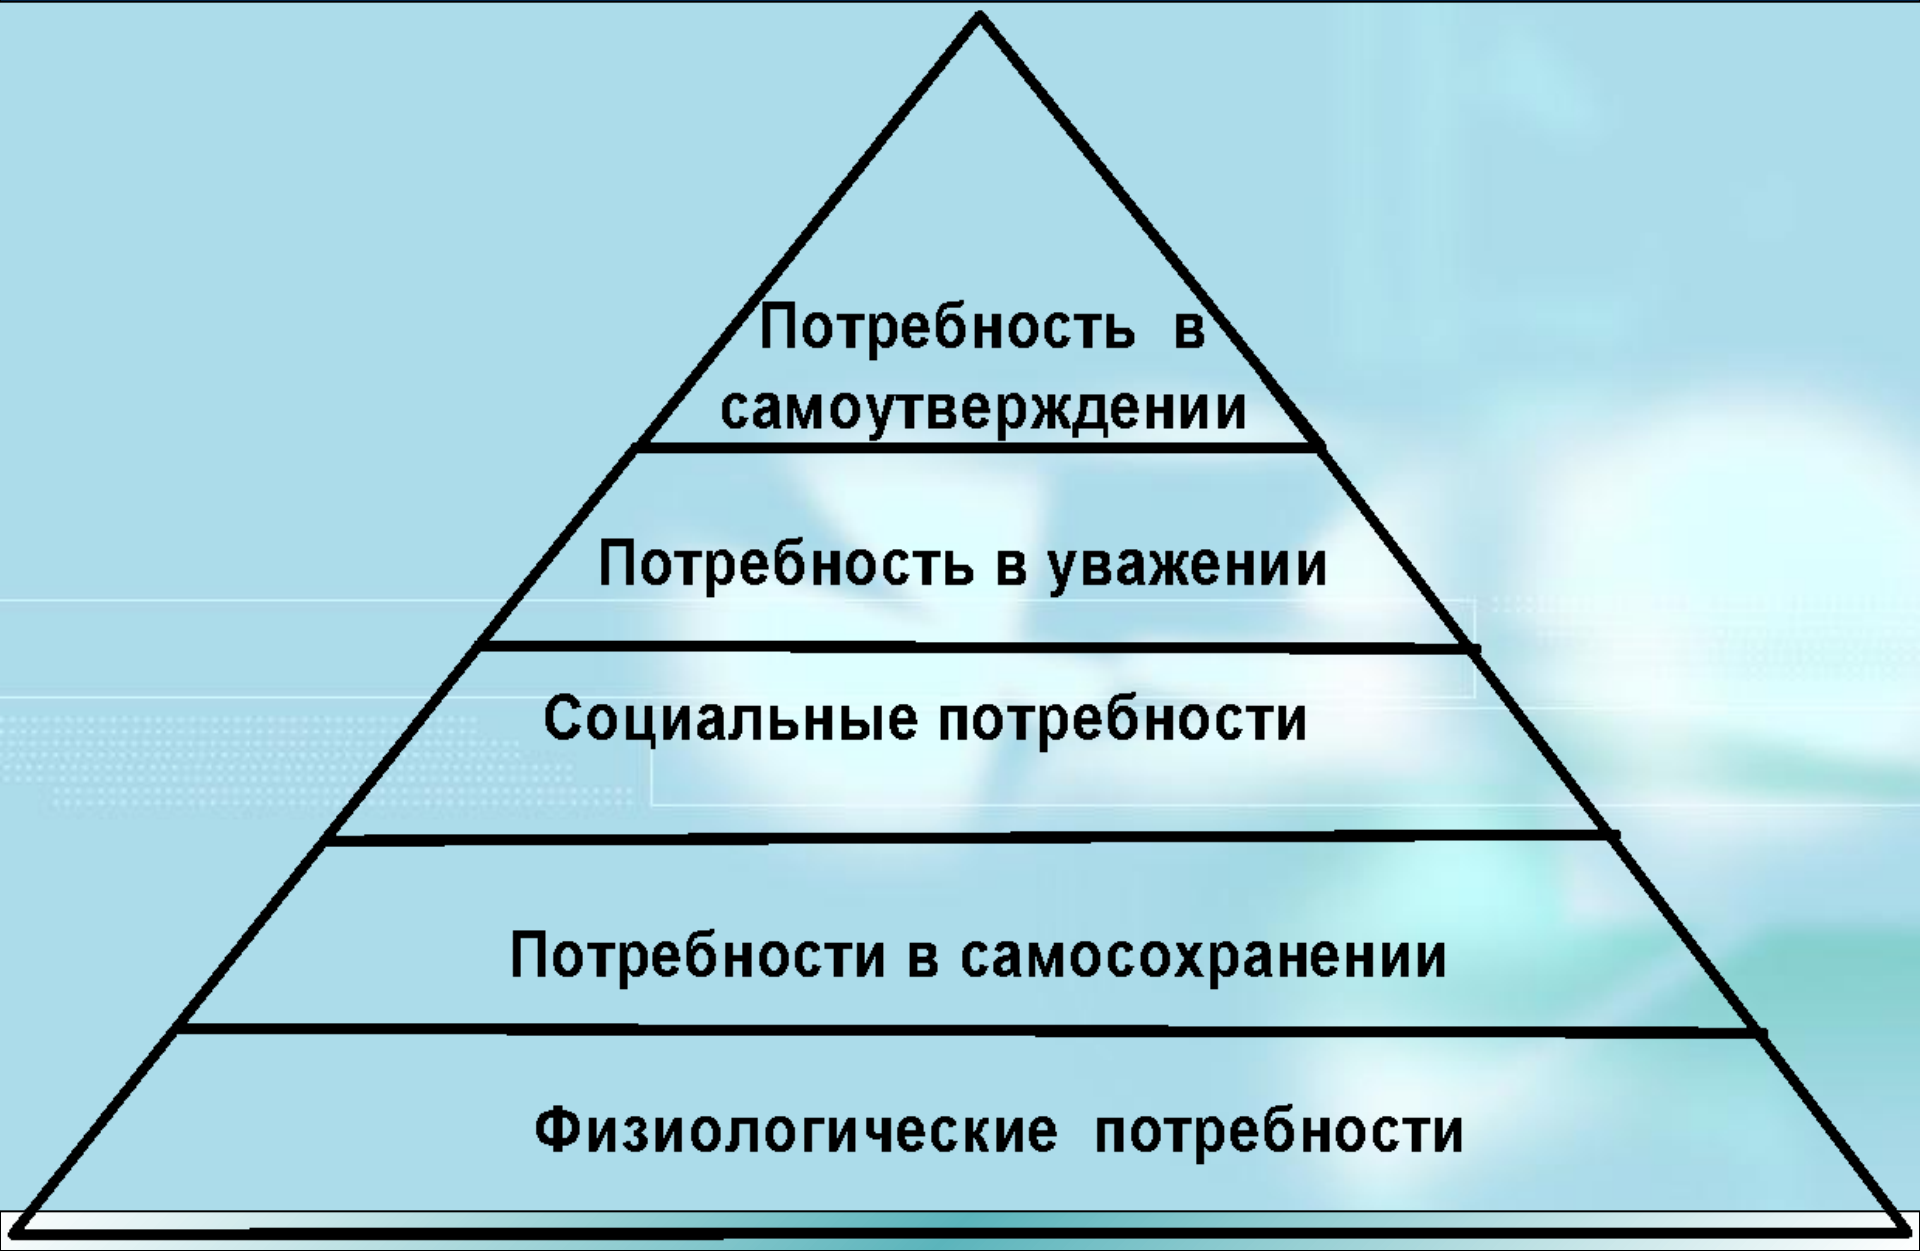 Потребность в
самоутверждении
Потребность в уважении
Социальные потребности
Потребности в самосохранении
Физиологические потребности